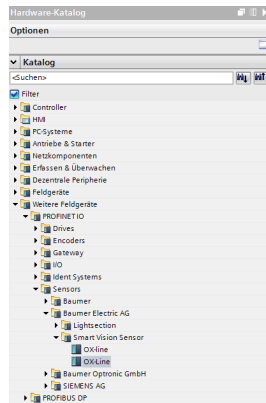 Hardware-Katalog
Optionen
Katalog
<Suchen>
Filter
Controller
HMI
PC-Systeme
Antriebe & Starter
Netzkomponenten
Erfassen & Überwachen
Dezentrale Peripherie
Feldgeräte
Weitere Feldgeräte
PROFINET IO
Drives
Encoders
Gateway
I/O
Ident Systems
Sensors
Baumer
Baumer Electric AG
Lightsection
Smart Vision Sensor
OX-line
OX-Line
Baumer Optronic GmbH
SIEMENS AG
PROFIBUS DP